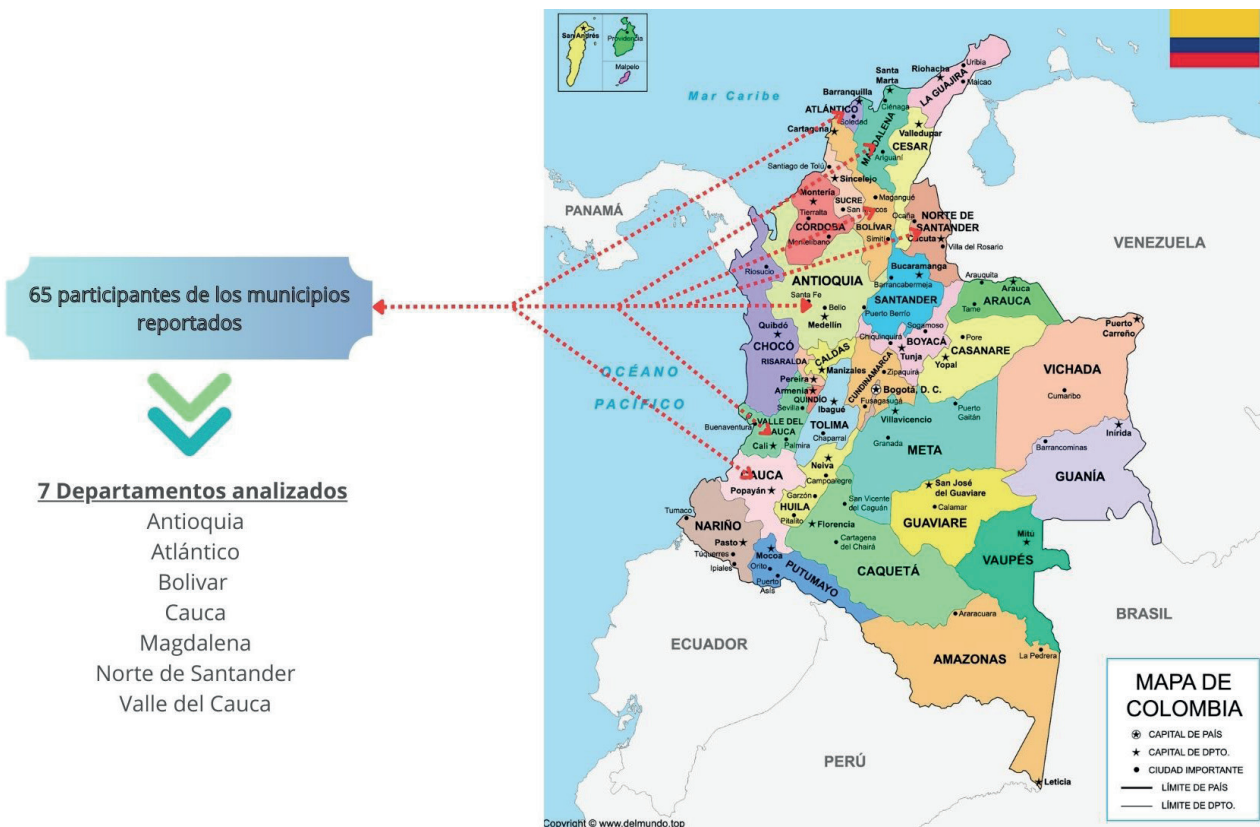 65 participantes de los municipios
reportados
7 Departamentos analizados
Antioquia
Atlántico
Bolivar
Cauca
Magdalena
Norte de Santander
Valle del Cauca
San Andrés
Providencia
Malpelo
Mar Caribe
PANAMÁ
OCÉANO
PACÍFICO
VENEZUELA
BRASIL
ECUADOR
PERÚ
LA GUAJIRA
Riohacha
Uribia
Maicao
Santa
Marta
Ciénaga
Barranquilla
ATLÁNTICO
Soledad
Cartagena
MAGDALENA
Ariguaní
Valledupar
CESAR
Santiago de Tolú
Sincelejo
SUCRE
Magangué
Montería
Tierralta
CÓRDOBA
Montelíbano
BOLÍVAR
Simití
Ocaña
NORTE DE
SANTANDER
Cúcuta
Villa del Rosario
Riosucio
ANTIOQUIA
Santa Fe
Bello
Medellín
Bucaramanga
Barrancabermeja
SANTANDER
Puerto Berrío
Arauquita
Arauca
ARAUCA
Tame
Quibdó
CHOCÓ
RISARALDA
CALDAS
Manizales
Pereira
Armenia
QUINDÍO
Sevilla
Chiquinquirá
Sogamoso
BOYACÁ
Tunja
Pore
CASANARE
Yopal
Puerto
Carreño
VICHADA
Cumaribo
CUNDINAMARCA
Zipaquirá
Bogotá, D. C.
Fusagasugá
Ibagué
TOLIMA
Chaparral
Villavicencio
Puerto
Gaitán
Granada
META
Buenaventura
VALLE DEL
CAUCA
Cali
Palmira
Barrancominas
Inírida
GUANÍA
CAUCA
Popayán
Neiva
Campoalegre
Garzón
HUILA
Pitalito
San Vicente
del Caguán
Florencia
Cartagena
del Chairá
San José
del Guaviare
Calamar
GUAVIARE
Mitú
VAUPÉS
Tumaco
NARIÑO
Pasto
Túquerres
Ipiales
Mocoa
Orito
Puerto
Asís
PUTUMAYO
CAQUETÁ
Araracuara
AMAZONAS
La Pedrera
Leticia
MAPA DE
COLOMBIA
CAPITAL DE PAÍS
CAPITAL DE DPTO.
CIUDAD IMPORTANTE
LÍMITE DE PAÍS
LÍMITE DE DPTO.
Copyright © www.delmundo.top